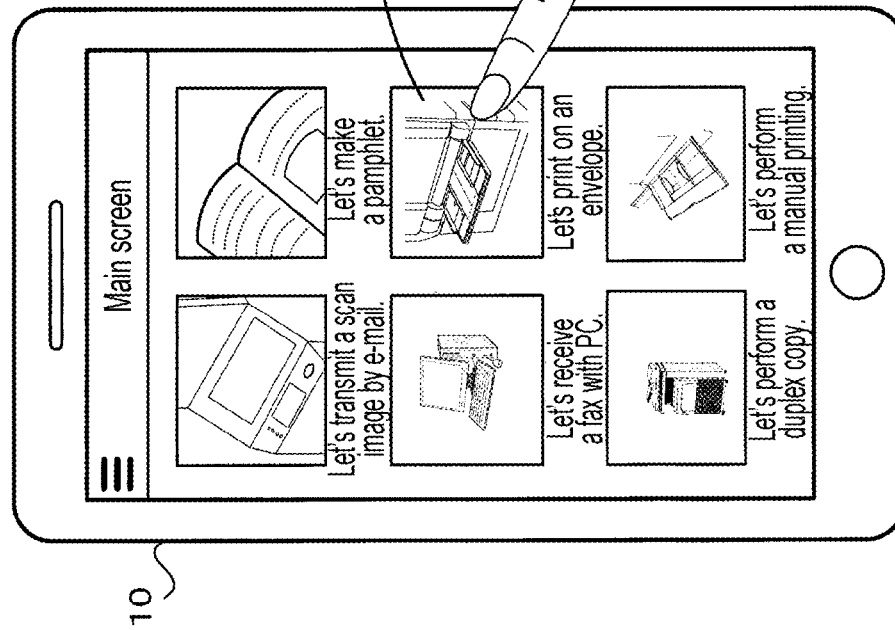 Main screen
Let's transmit a scan
image by e-mail.
Let's make
a pamphlet.
Let's receive
a fax with PC.
Let's print on an
envelope.
Let's perform a
duplex copy.
Let's perform
a manual printing.
10